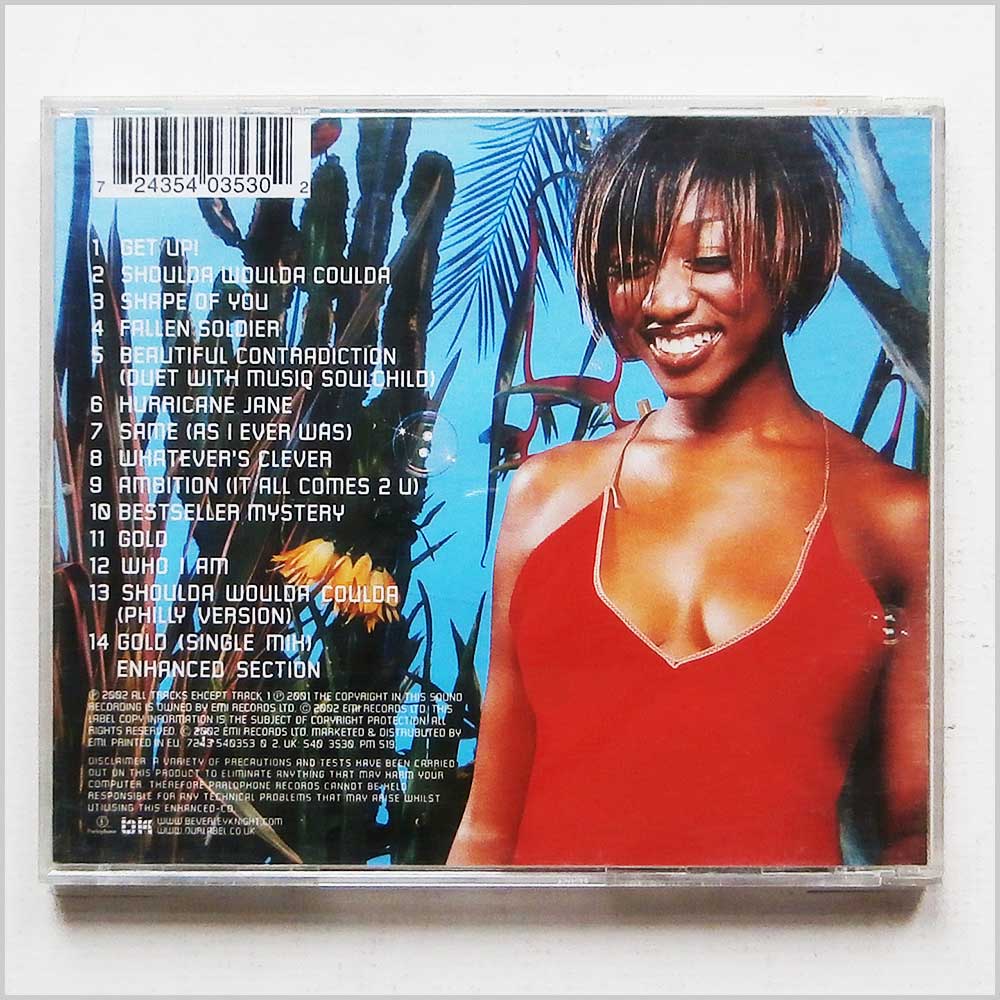 7 24354 03530 2
1 GET UP!
2 SHOULDA WOULDA COULDA
3 SHAPE OF YOU
4 FALLEN SOLDIER
5 BEAUTIFUL CONTRADICTION
(DUET WITH MUSIQ SOULCHILD)
6 HURRICANE JANE
7 SAME (AS I EVER WAS)
8 WHATEVER'S CLEVER
9 AMBITION (IT ALL COMES 2 U)
10 BESTSELLER MYSTERY
11 GOLD
12 WHO I AM
13 SHOULDA WOULDA COULDA
(PHILLY VERSION)
14 GOLD (SINGLE MIX)
ENHANCED SECTION
℗ 2002 ALL TRACKS EXCEPT TRACK 1 ℗ 2001 THE COPYRIGHT IN THIS SOUND
RECORDING IS OWNED BY EMI RECORDS LTD. © 2002 EMI RECORDS LTD. THIS
LABEL COPY INFORMATION IS THE SUBJECT OF COPYRIGHT PROTECTION. ALL
RIGHTS RESERVED. © 2002 EMI RECORDS LTD. MARKETED & DISTRIBUTED BY
EMI. PRINTED IN EU. 7243 540353 0 2. UK: 540 3530 PM 519
DISCLAIMER: A VARIETY OF PRECAUTIONS AND TESTS HAVE BEEN CARRIED
OUT ON THIS PRODUCT TO ELIMINATE ANYTHING THAT MAY HARM YOUR
COMPUTER. THEREFORE PARLOPHONE RECORDS CANNOT BE HELD
RESPONSIBLE FOR ANY TECHNICAL PROBLEMS THAT MAY ARISE WHILST
UTILISING THIS ENHANCED-CD.
Parlophone bk WWW.BEVERLEYKNIGHT.COM
WWW.OURLABEL.CO.UK